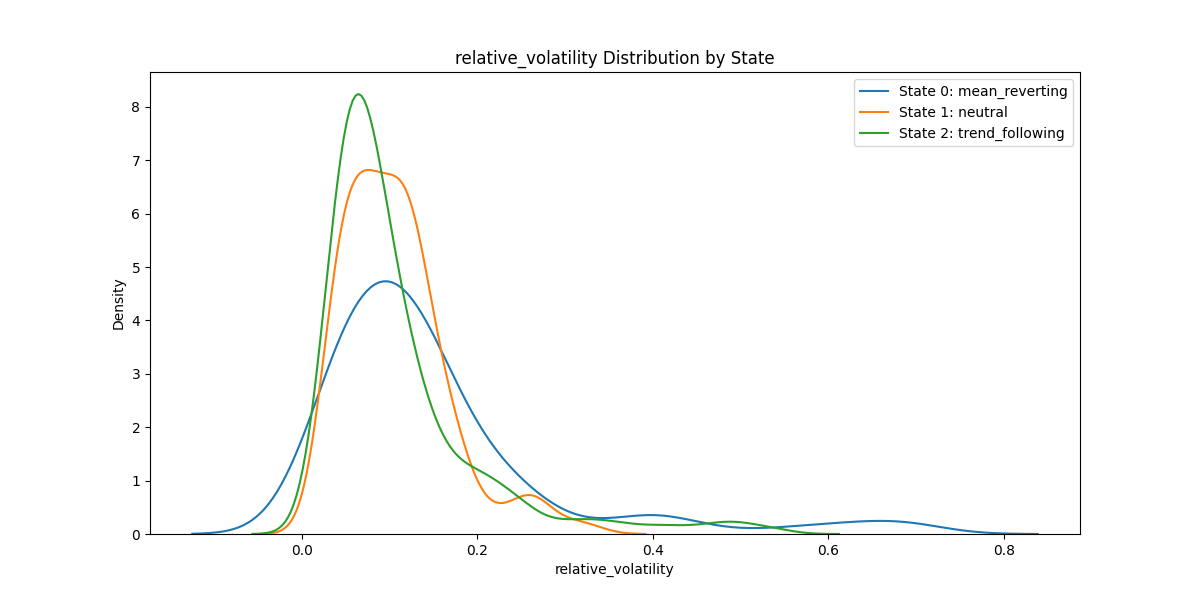 relative_volatility Distribution by State
State 0: mean_reverting
State 1: neutral
State 2: trend_following
8
7
6
5
4
3
2
1
0
Density
0.0 0.2 0.4 0.6 0.8
relative_volatility